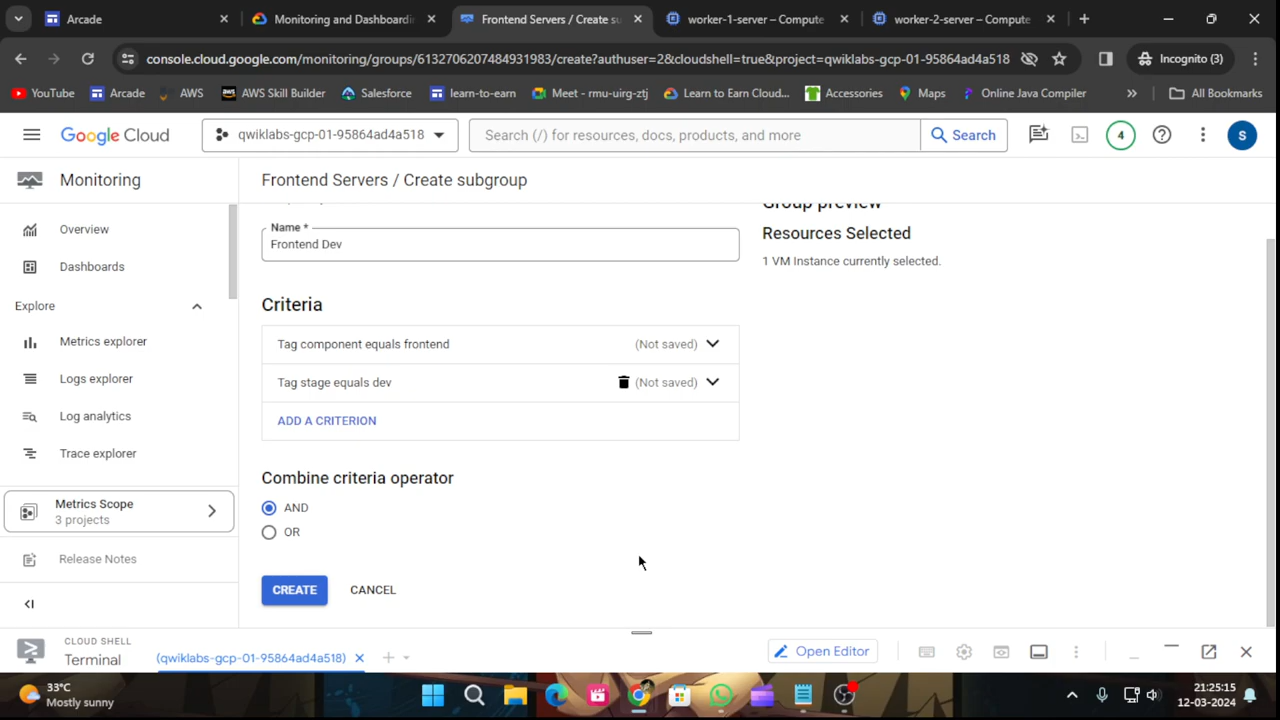 Arcade
Monitoring and Dashboardin
Frontend Servers / Create su
worker-1-server – Compute
worker-2-server – Compute
console.cloud.google.com/monitoring/groups/6132706207484931983/create?authuser=2&cloudshell=true&project=qwiklabs-gcp-01-95864ad4a518
Incognito (3)
YouTube
Arcade
AWS
AWS Skill Builder
Salesforce
learn-to-earn
Meet - rmu-uirg-ztj
Learn to Earn Cloud...
Accessories
Maps
Online Java Compiler
All Bookmarks
Google Cloud
qwiklabs-gcp-01-95864ad4a518
Search (/) for resources, docs, products, and more
Search
4
S
Monitoring
Frontend Servers / Create subgroup
Overview
Dashboards
Explore
Metrics explorer
Logs explorer
Log analytics
Trace explorer
Metrics Scope
3 projects
Release Notes
Name *
Frontend Dev
Group preview
Resources Selected
1 VM Instance currently selected.
Criteria
Tag component equals frontend (Not saved)
Tag stage equals dev (Not saved)
ADD A CRITERION
Combine criteria operator
AND
OR
CREATE CANCEL
CLOUD SHELL
Terminal
(qwiklabs-gcp-01-95864ad4a518)
Open Editor
33°C
Mostly sunny
21:25:15
12-03-2024